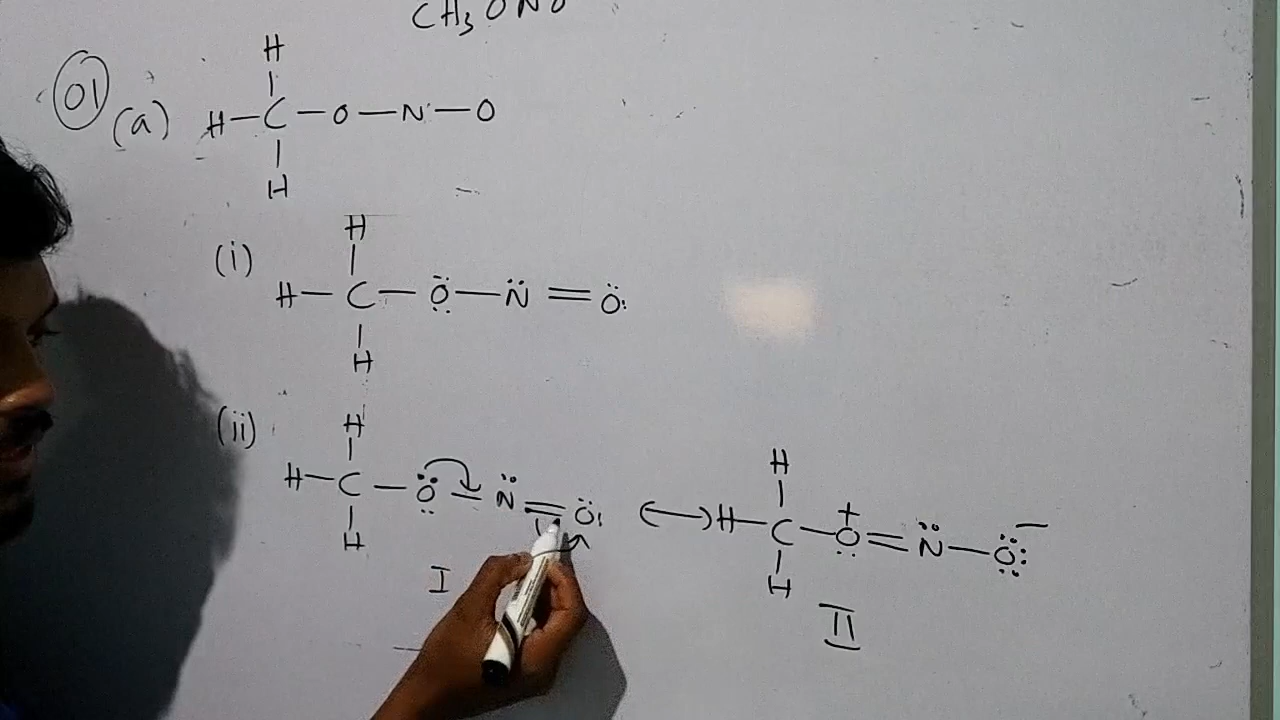 CH3ONO
01
(a)
H
H—C—O—N—O
H
(i)
H
H—C—O—N=O
H
(ii)
H
H—C—O—N=O
H
I
H
H—C—O=N—O
+ −
H
II